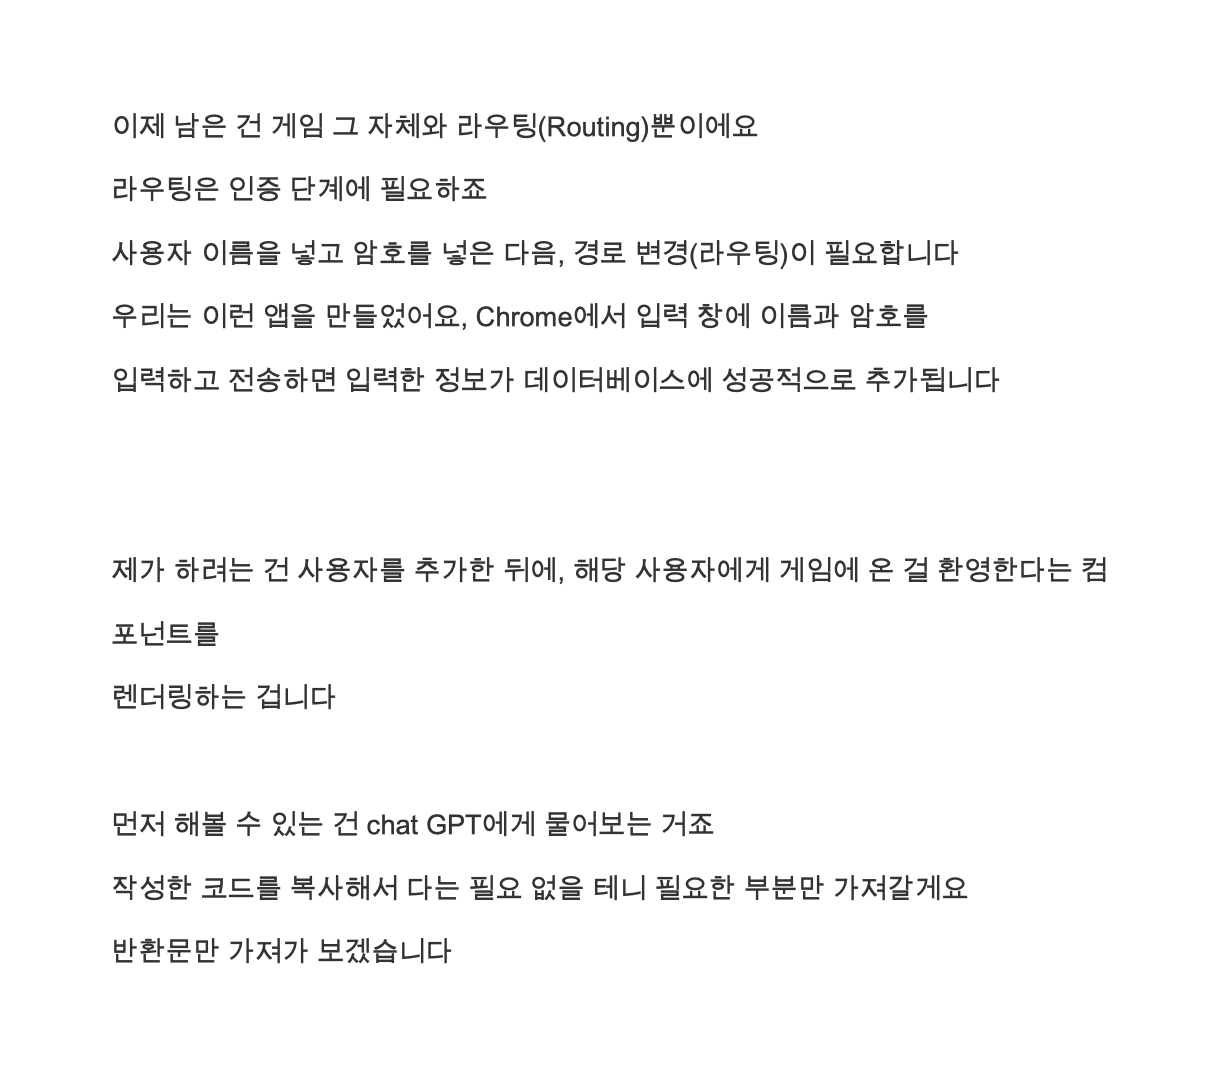 이제 남은 건 게임 그 자체와 라우팅(Routing)뿐이에요
라우팅은 인증 단계에 필요하죠
사용자 이름을 넣고 암호를 넣은 다음, 경로 변경(라우팅)이 필요합니다
우리는 이런 앱을 만들었어요, Chrome에서 입력 창에 이름과 암호를
입력하고 전송하면 입력한 정보가 데이터베이스에 성공적으로 추가됩니다
제가 하려는 건 사용자를 추가한 뒤에, 해당 사용자에게 게임에 온 걸 환영한다는 컴
포넌트를
렌더링하는 겁니다
먼저 해볼 수 있는 건 chat GPT에게 물어보는 거죠
작성한 코드를 복사해서 다는 필요 없을 테니 필요한 부분만 가져갈게요
반환문만 가져가 보겠습니다